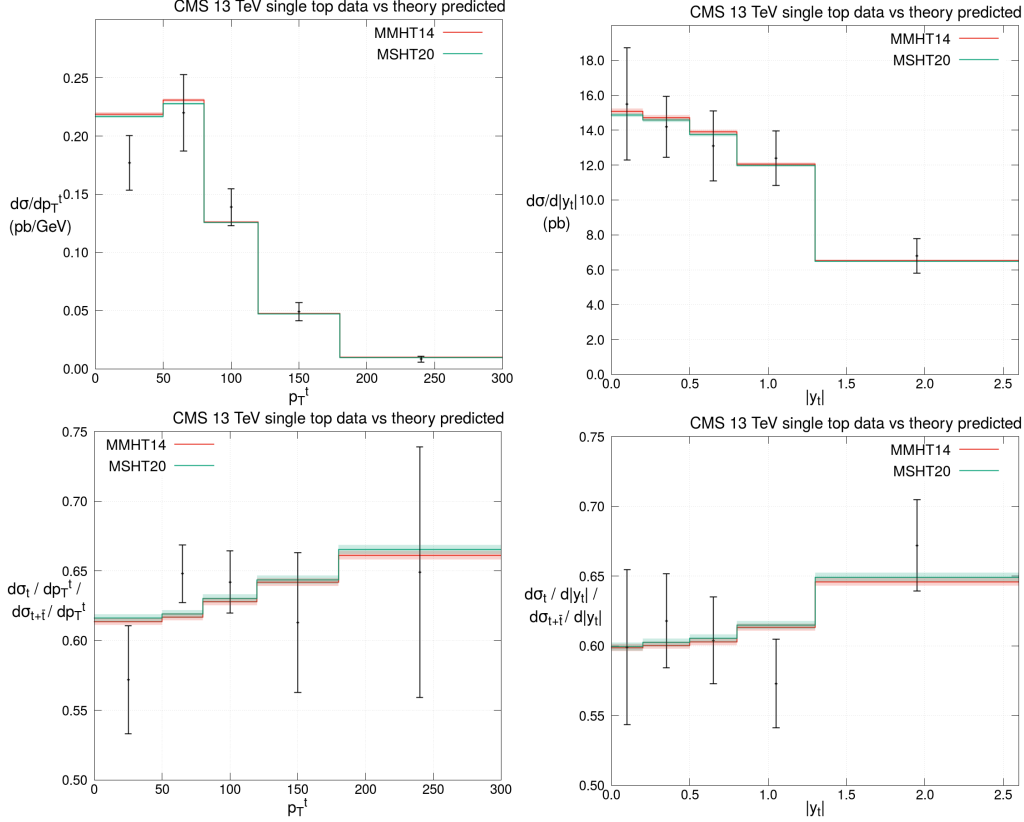 CMS 13 TeV single top data vs theory predicted
MMHT14
MSHT20
0.25
0.20
0.15
0.10
0.05
0.00
dσ/dp_T^t
(pb/GeV)
0 50 100 150 200 250 300
p_T^t
CMS 13 TeV single top data vs theory predicted
MMHT14
MSHT20
18.0
16.0
14.0
12.0
10.0
8.0
6.0
4.0
2.0
0.0
dσ/d|y_t|
(pb)
0.0 0.5 1.0 1.5 2.0 2.5
|y_t|
CMS 13 TeV single top data vs theory predicted
MMHT14
MSHT20
0.75
0.70
0.65
0.60
0.55
0.50
dσ_t / dp_T^t /
dσ_{t+t̄} / dp_T^t
0 50 100 150 200 250 300
p_T^t
CMS 13 TeV single top data vs theory predicted
MMHT14
MSHT20
0.75
0.70
0.65
0.60
0.55
0.50
dσ_t / d|y_t| /
dσ_{t+t̄} / d|y_t|
0.0 0.5 1.0 1.5 2.0 2.5
|y_t|